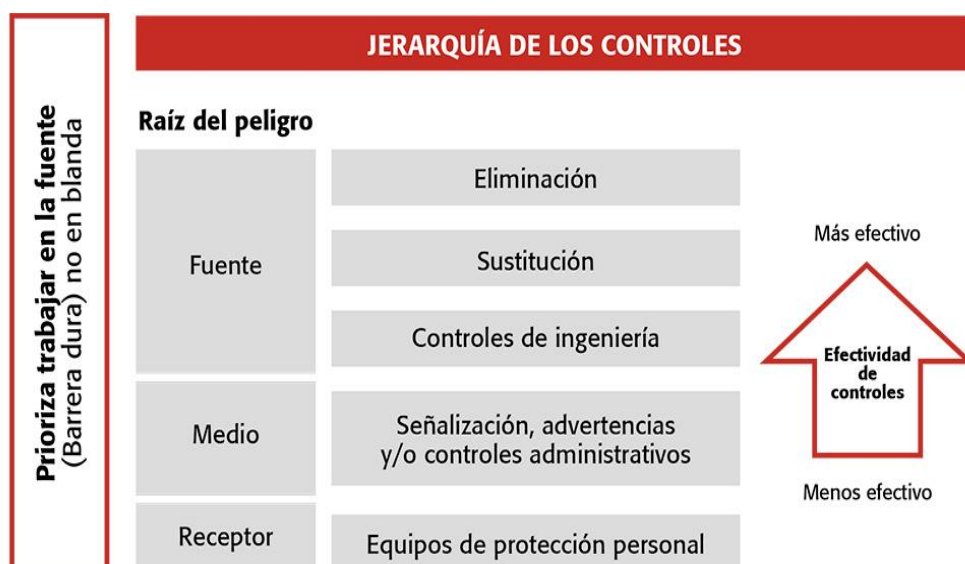 JERARQUÍA DE LOS CONTROLES
Prioriza trabajar en la fuente
(Barrera dura) no en blanda
Raíz del peligro
Fuente
Eliminación
Sustitución
Controles de ingeniería
Medio
Señalización, advertencias
y/o controles administrativos
Receptor
Equipos de protección personal
Más efectivo
Efectividad
de
controles
Menos efectivo